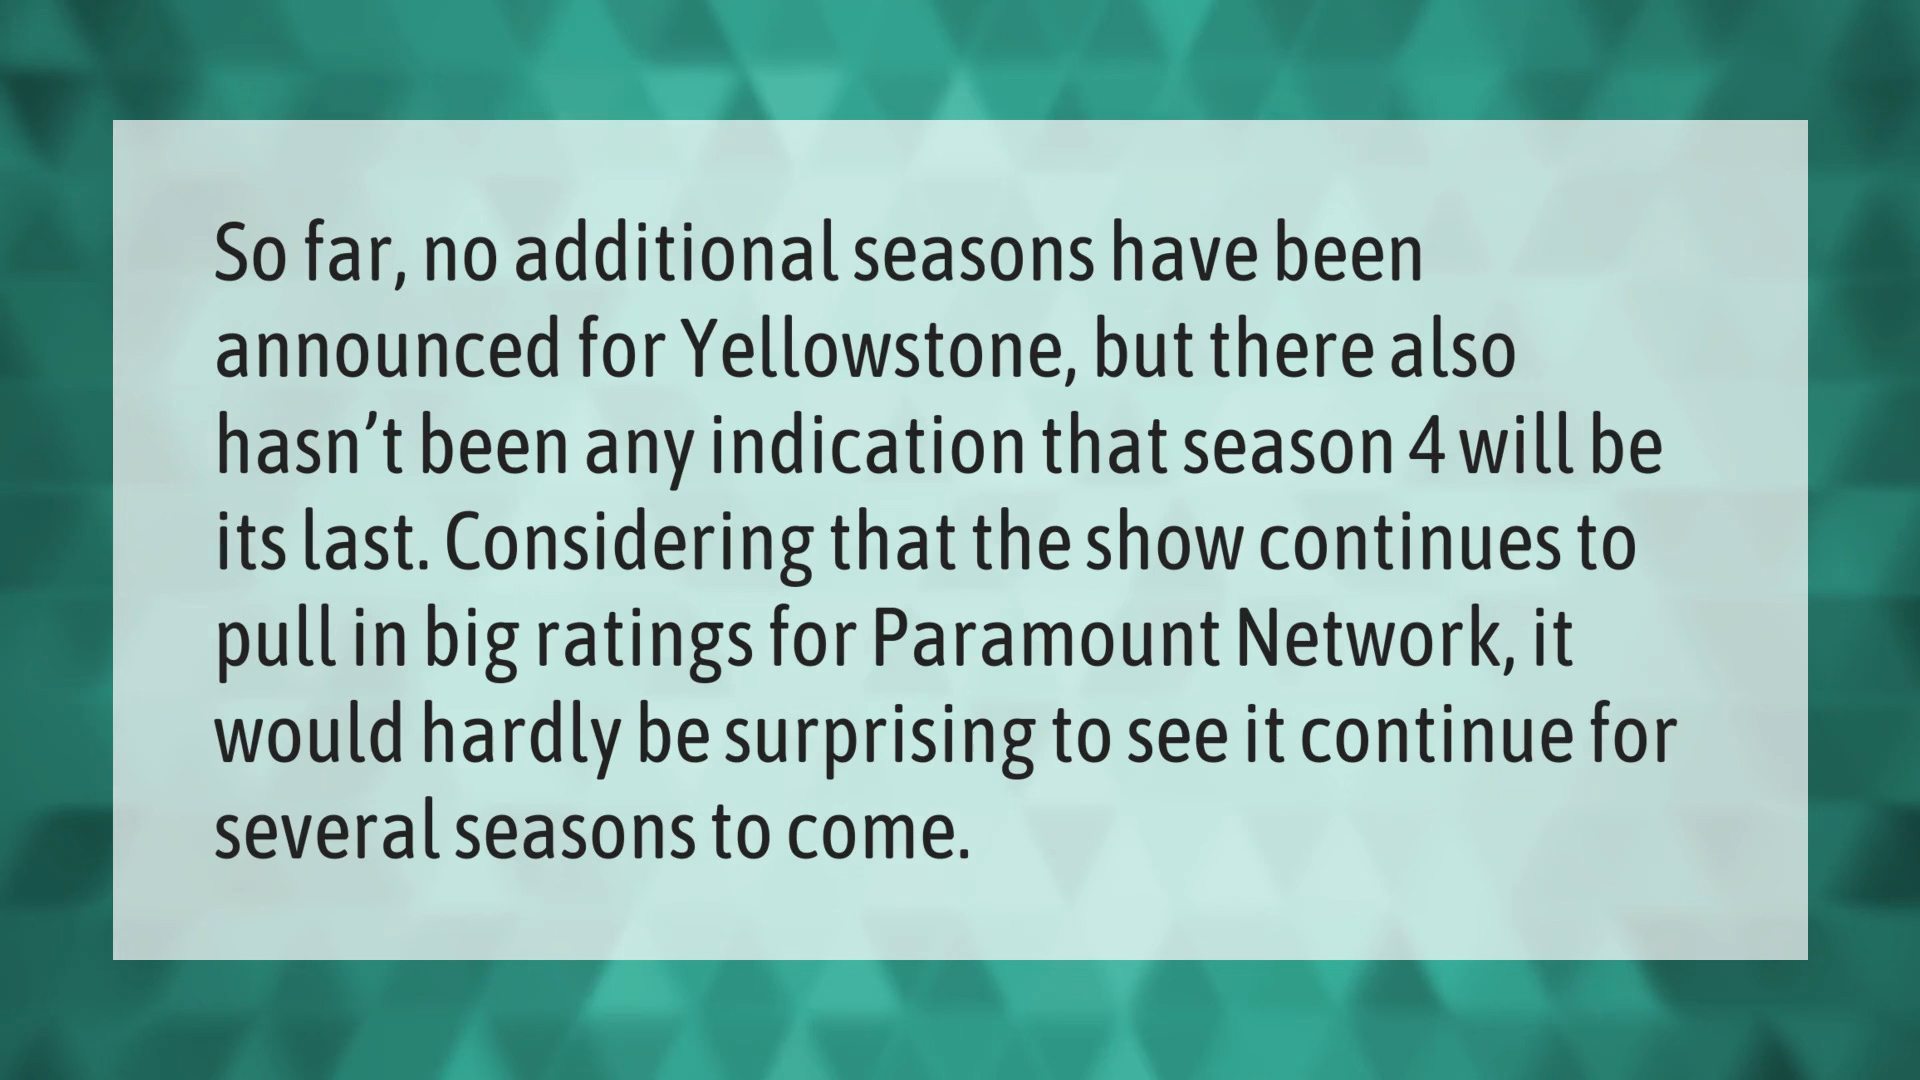 So far, no additional seasons have been
announced for Yellowstone, but there also
hasn’t been any indication that season 4 will be
its last. Considering that the show continues to
pull in big ratings for Paramount Network, it
would hardly be surprising to see it continue for
several seasons to come.